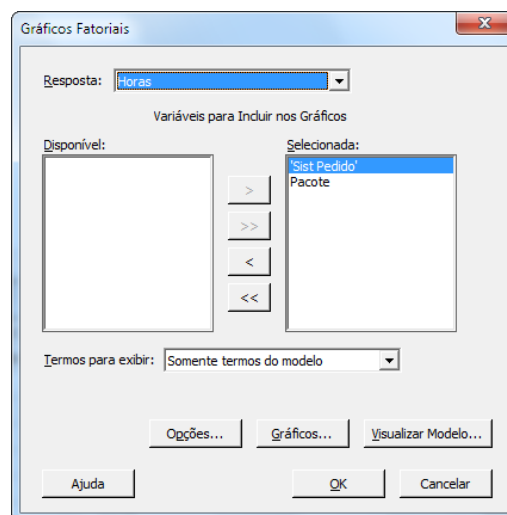 Gráficos Fatoriais
Resposta: Horas
Variáveis para Incluir nos Gráficos
Disponível:
Selecionada:
'Sist Pedido'
Pacote
>
>>
<
<<
Termos para exibir: Somente termos do modelo
Opções... Gráficos... Visualizar Modelo...
Ajuda OK Cancelar